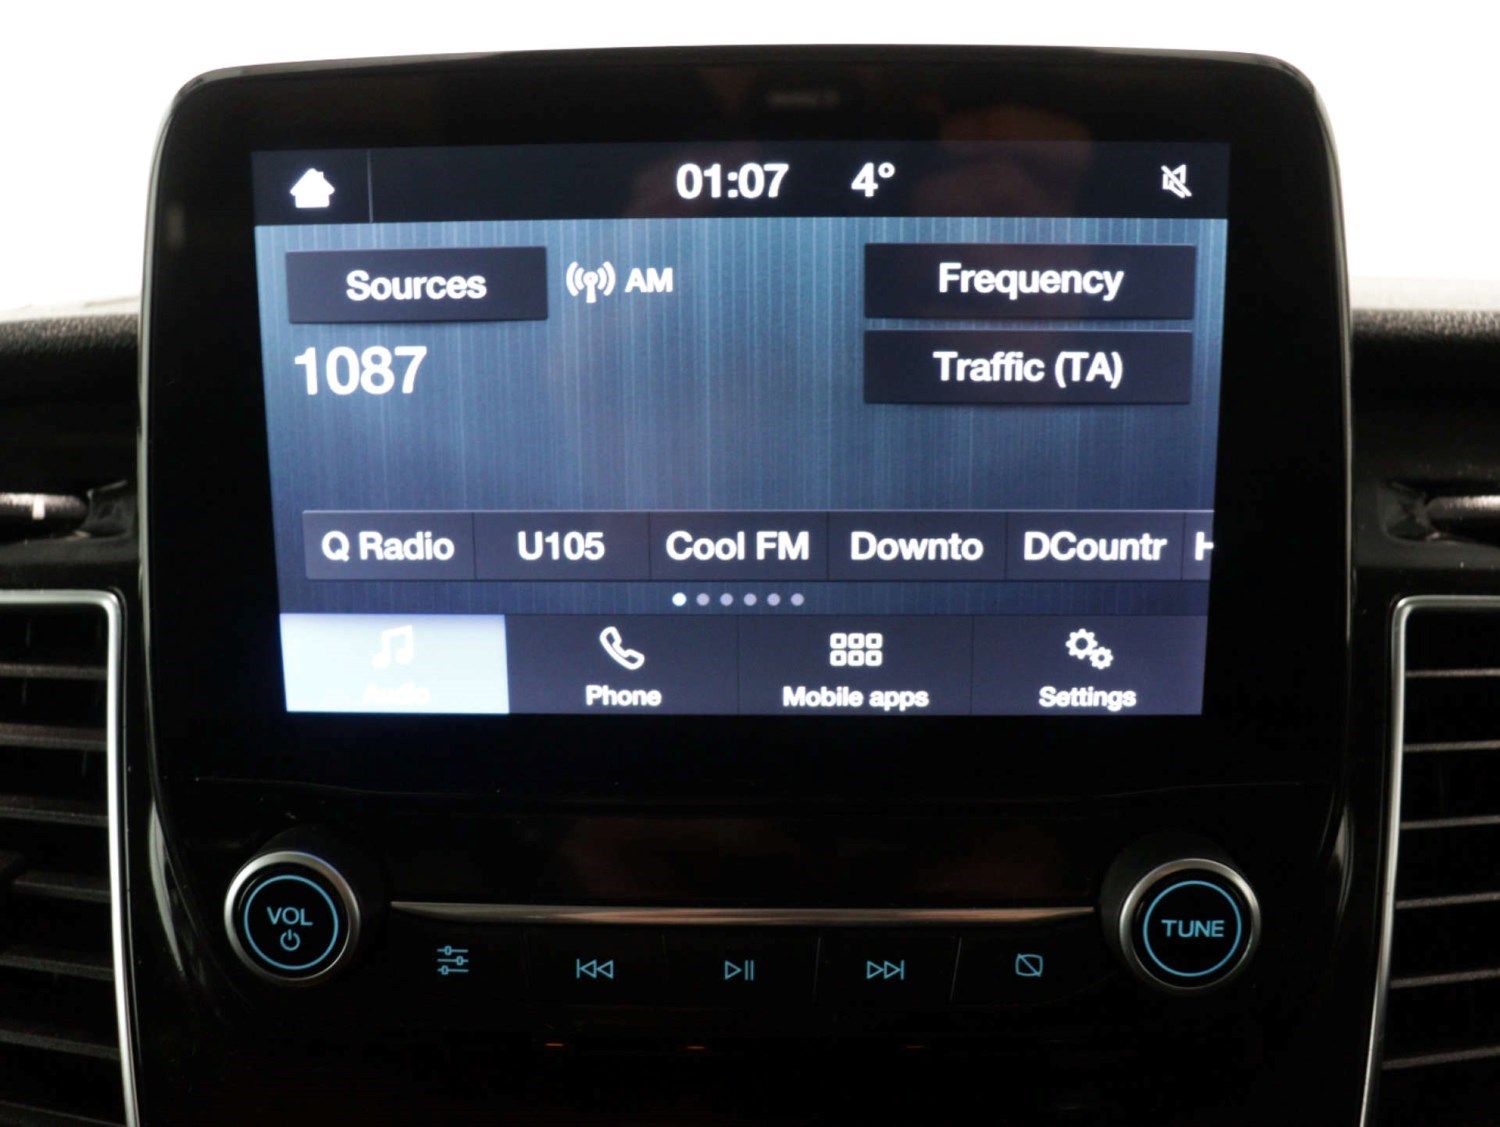 01:07 4°
Sources AM Frequency
1087
Traffic (TA)
Q Radio U105 Cool FM Downto DCountr H
Audio Phone Mobile apps Settings
VOL
TUNE